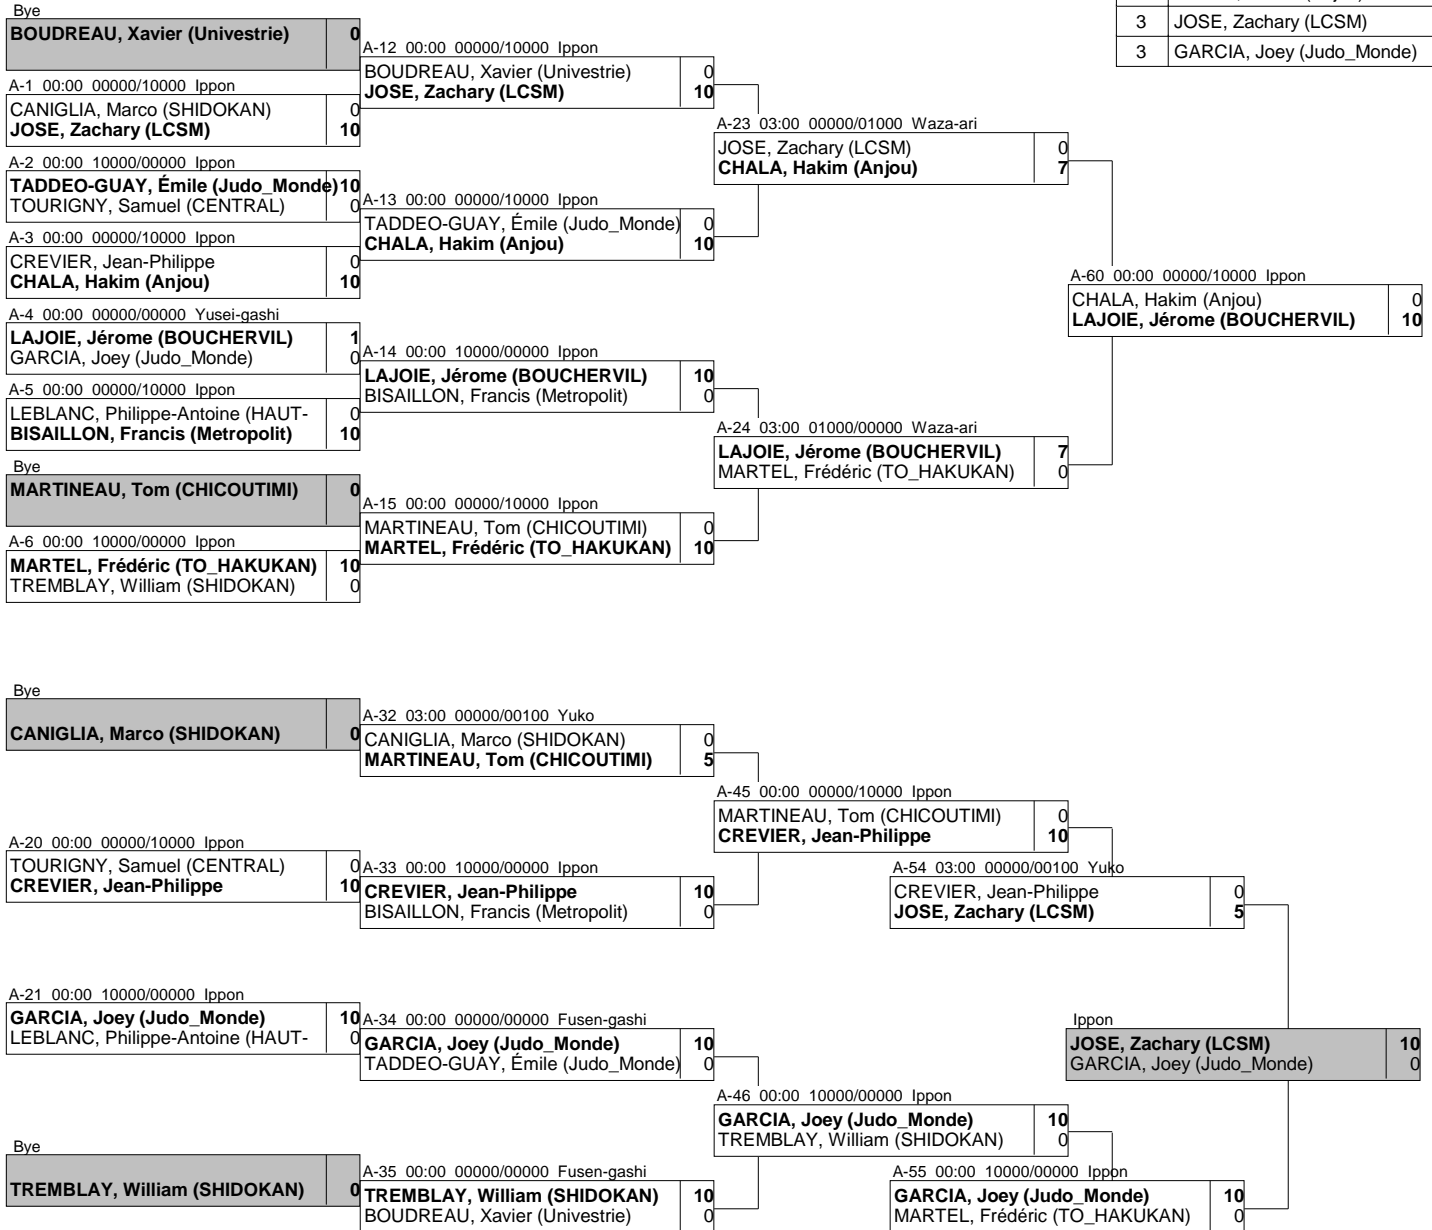 Bye
BOUDREAU, Xavier (Univestrie) 0
A-1 00:00 00000/10000 Ippon
CANIGLIA, Marco (SHIDOKAN) 0
JOSE, Zachary (LCSM) 10
A-2 00:00 10000/00000 Ippon
TADDEO-GUAY, Émile (Judo_Monde) 10
TOURIGNY, Samuel (CENTRAL) 0
A-3 00:00 00000/10000 Ippon
CREVIER, Jean-Philippe 0
CHALA, Hakim (Anjou) 10
A-4 00:00 00000/00000 Yusei-gashi
LAJOIE, Jérome (BOUCHERVIL) 1
GARCIA, Joey (Judo_Monde) 0
A-5 00:00 00000/10000 Ippon
LEBLANC, Philippe-Antoine (HAUT- 0
BISAILLON, Francis (Metropolit) 10
Bye
MARTINEAU, Tom (CHICOUTIMI) 0
A-6 00:00 10000/00000 Ippon
MARTEL, Frédéric (TO_HAKUKAN) 10
TREMBLAY, William (SHIDOKAN) 0
A-12 00:00 00000/10000 Ippon
BOUDREAU, Xavier (Univestrie) 0
JOSE, Zachary (LCSM) 10
A-13 00:00 00000/10000 Ippon
TADDEO-GUAY, Émile (Judo_Monde) 0
CHALA, Hakim (Anjou) 10
A-14 00:00 10000/00000 Ippon
LAJOIE, Jérome (BOUCHERVIL) 10
BISAILLON, Francis (Metropolit) 0
A-15 00:00 00000/10000 Ippon
MARTINEAU, Tom (CHICOUTIMI) 0
MARTEL, Frédéric (TO_HAKUKAN) 10
A-23 03:00 00000/01000 Waza-ari
JOSE, Zachary (LCSM) 0
CHALA, Hakim (Anjou) 7
A-24 03:00 01000/00000 Waza-ari
LAJOIE, Jérome (BOUCHERVIL) 7
MARTEL, Frédéric (TO_HAKUKAN) 0
3 JOSE, Zachary (LCSM)
3 GARCIA, Joey (Judo_Monde)
A-60 00:00 00000/10000 Ippon
CHALA, Hakim (Anjou) 0
LAJOIE, Jérome (BOUCHERVIL) 10
Bye
CANIGLIA, Marco (SHIDOKAN) 0
A-20 00:00 00000/10000 Ippon
TOURIGNY, Samuel (CENTRAL) 0
CREVIER, Jean-Philippe 10
A-21 00:00 10000/00000 Ippon
GARCIA, Joey (Judo_Monde) 10
LEBLANC, Philippe-Antoine (HAUT- 0
Bye
TREMBLAY, William (SHIDOKAN) 0
A-32 03:00 00000/00100 Yuko
CANIGLIA, Marco (SHIDOKAN) 0
MARTINEAU, Tom (CHICOUTIMI) 5
A-33 00:00 10000/00000 Ippon
CREVIER, Jean-Philippe 10
BISAILLON, Francis (Metropolit) 0
A-34 00:00 00000/00000 Fusen-gashi
GARCIA, Joey (Judo_Monde) 10
TADDEO-GUAY, Émile (Judo_Monde) 0
A-35 00:00 00000/00000 Fusen-gashi
TREMBLAY, William (SHIDOKAN) 10
BOUDREAU, Xavier (Univestrie) 0
A-45 00:00 00000/10000 Ippon
MARTINEAU, Tom (CHICOUTIMI) 0
CREVIER, Jean-Philippe 10
A-46 00:00 10000/00000 Ippon
GARCIA, Joey (Judo_Monde) 10
TREMBLAY, William (SHIDOKAN) 0
A-54 03:00 00000/00100 Yuko
CREVIER, Jean-Philippe 0
JOSE, Zachary (LCSM) 5
A-55 00:00 10000/00000 Ippon
GARCIA, Joey (Judo_Monde) 10
MARTEL, Frédéric (TO_HAKUKAN) 0
Ippon
JOSE, Zachary (LCSM) 10
GARCIA, Joey (Judo_Monde) 0